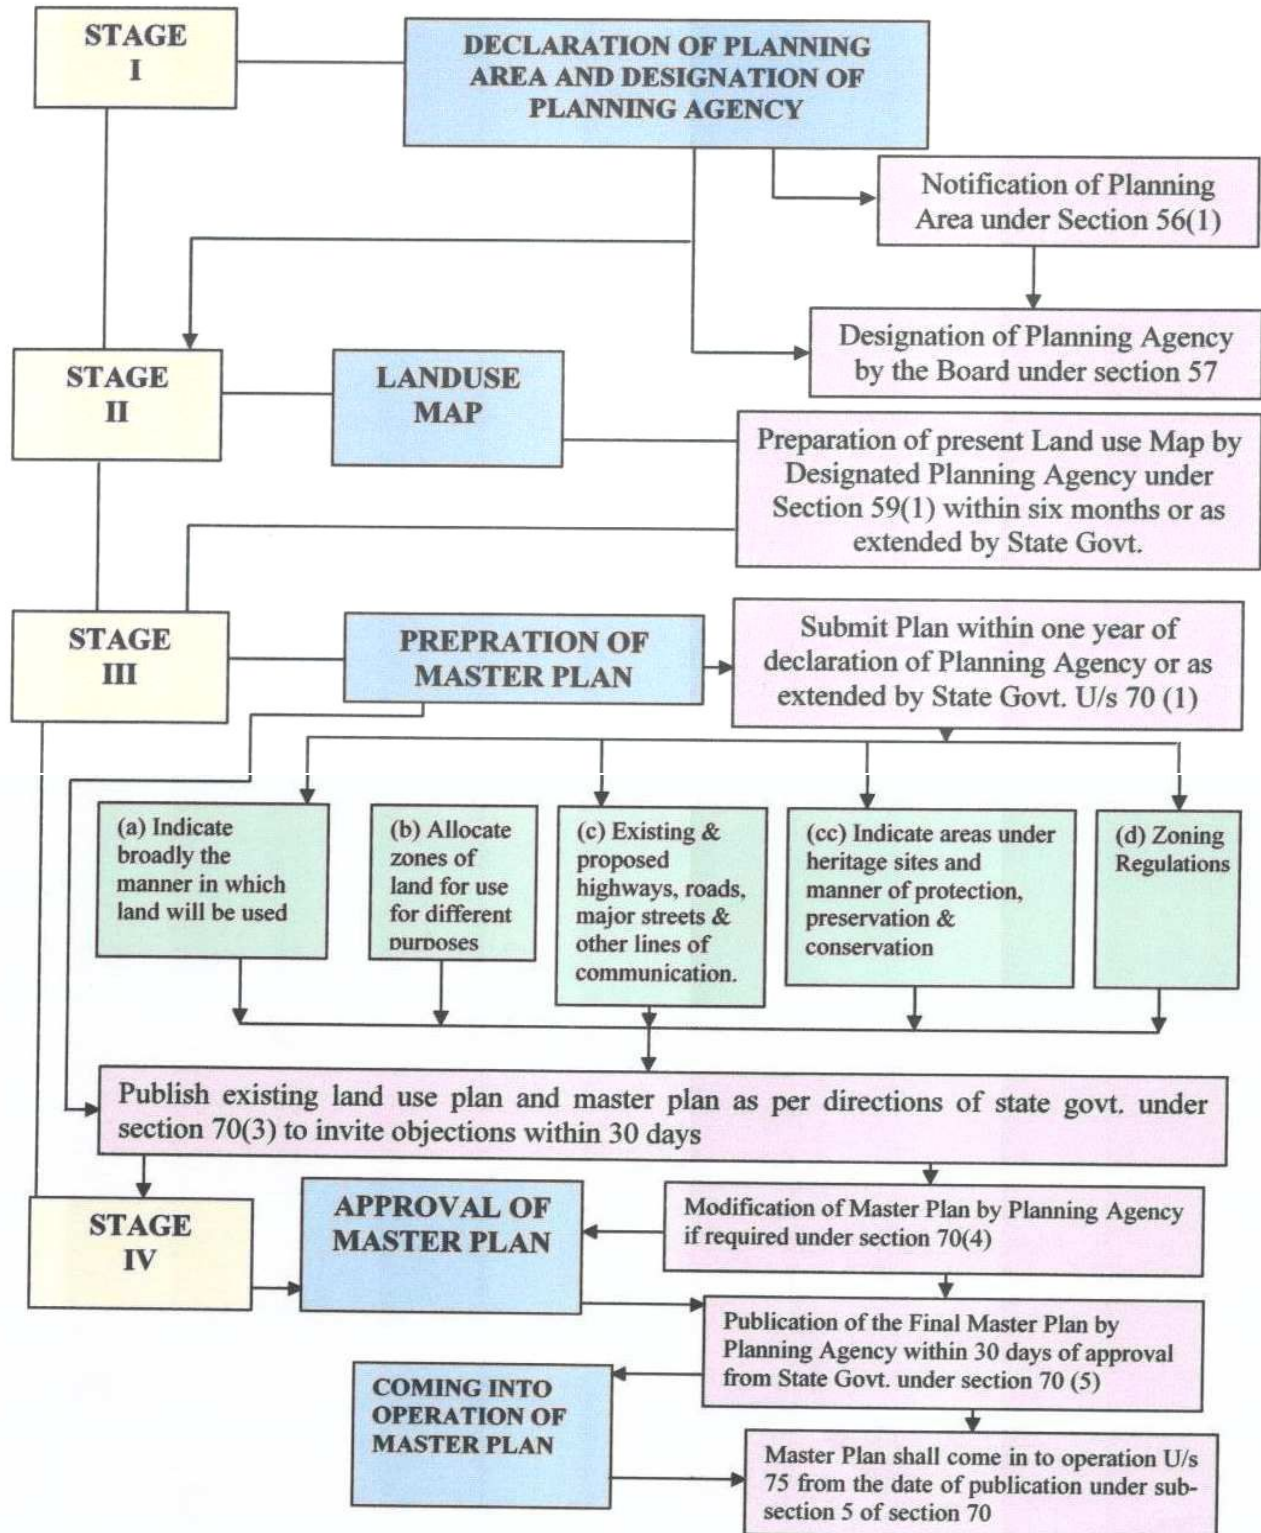 STAGE
I
DECLARATION OF PLANNING
AREA AND DESIGNATION OF
PLANNING AGENCY
Notification of Planning
Area under Section 56(1)
Designation of Planning Agency
by the Board under section 57
STAGE
II
LANDUSE
MAP
Preparation of present Land use Map by
Designated Planning Agency under
Section 59(1) within six months or as
extended by State Govt.
STAGE
III
PREPRATION OF
MASTER PLAN
Submit Plan within one year of
declaration of Planning Agency or as
extended by State Govt. U/s 70 (1)
(a) Indicate
broadly the
manner in which
land will be used
(b) Allocate
zones of
land for use
for different
purposes
(c) Existing &
proposed
highways, roads,
major streets &
other lines of
communication.
(cc) Indicate areas under
heritage sites and
manner of protection,
preservation &
conservation
(d) Zoning
Regulations
Publish existing land use plan and master plan as per directions of state govt. under
section 70(3) to invite objections within 30 days
STAGE
IV
APPROVAL OF
MASTER PLAN
Modification of Master Plan by Planning Agency
if required under section 70(4)
Publication of the Final Master Plan by
Planning Agency within 30 days of approval
from State Govt. under section 70 (5)
COMING INTO
OPERATION OF
MASTER PLAN
Master Plan shall come in to operation U/s
75 from the date of publication under sub-
section 5 of section 70